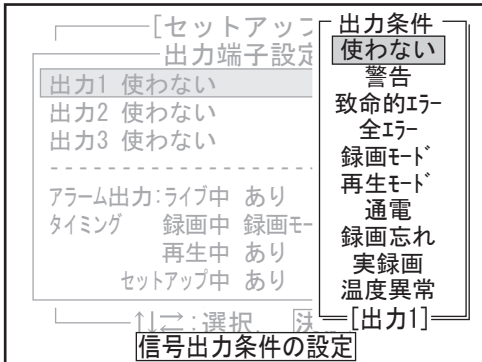 [セットアップ
出力端子設定
出力1 使わない
出力2 使わない
出力3 使わない
アラーム出力:ライブ中 あり
タイミング 録画中 録画モー
再生中 あり
セットアップ中 あり
↑↓⇄:選択、 決
出力条件
使わない
警告
致命的ｴﾗｰ
全ｴﾗｰ
録画ﾓｰﾄﾞ
再生ﾓｰﾄﾞ
通電
録画忘れ
実録画
温度異常
[出力1]
信号出力条件の設定